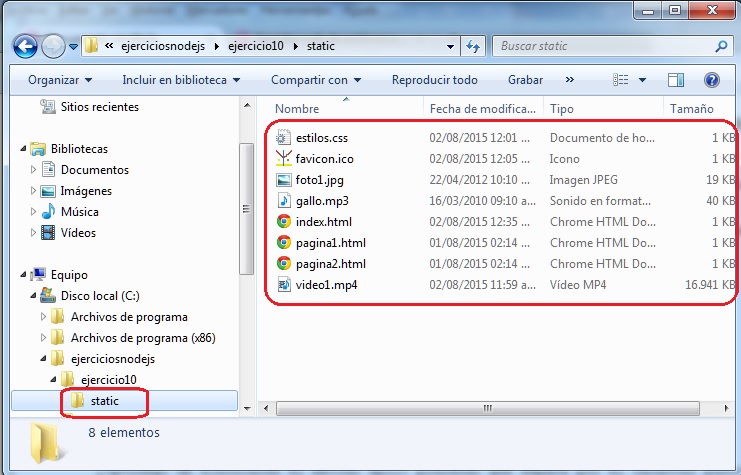 « ejerciciosnodejs ▸ ejercicio10 ▸ static
Buscar static
Organizar Incluir en biblioteca Compartir con Reproducir todo Grabar »
Sitios recientes
Bibliotecas
Documentos
Imágenes
Música
Vídeos
Equipo
Disco local (C:)
Archivos de programa
Archivos de programa (x86)
ejerciciosnodejs
ejercicio10
static
Nombre Fecha de modifica... Tipo Tamaño
estilos.css 02/08/2015 12:01 ... Documento de ho... 1 KB
favicon.ico 02/08/2015 12:05 ... Icono 1 KB
foto1.jpg 22/04/2012 10:10 ... Imagen JPEG 19 KB
gallo.mp3 16/03/2010 09:10 a... Sonido en format... 40 KB
index.html 02/08/2015 12:35 ... Chrome HTML Do... 1 KB
pagina1.html 01/08/2015 02:14 ... Chrome HTML Do... 1 KB
pagina2.html 01/08/2015 02:14 ... Chrome HTML Do... 1 KB
video1.mp4 02/08/2015 11:59 a... Vídeo MP4 16.941 KB
8 elementos